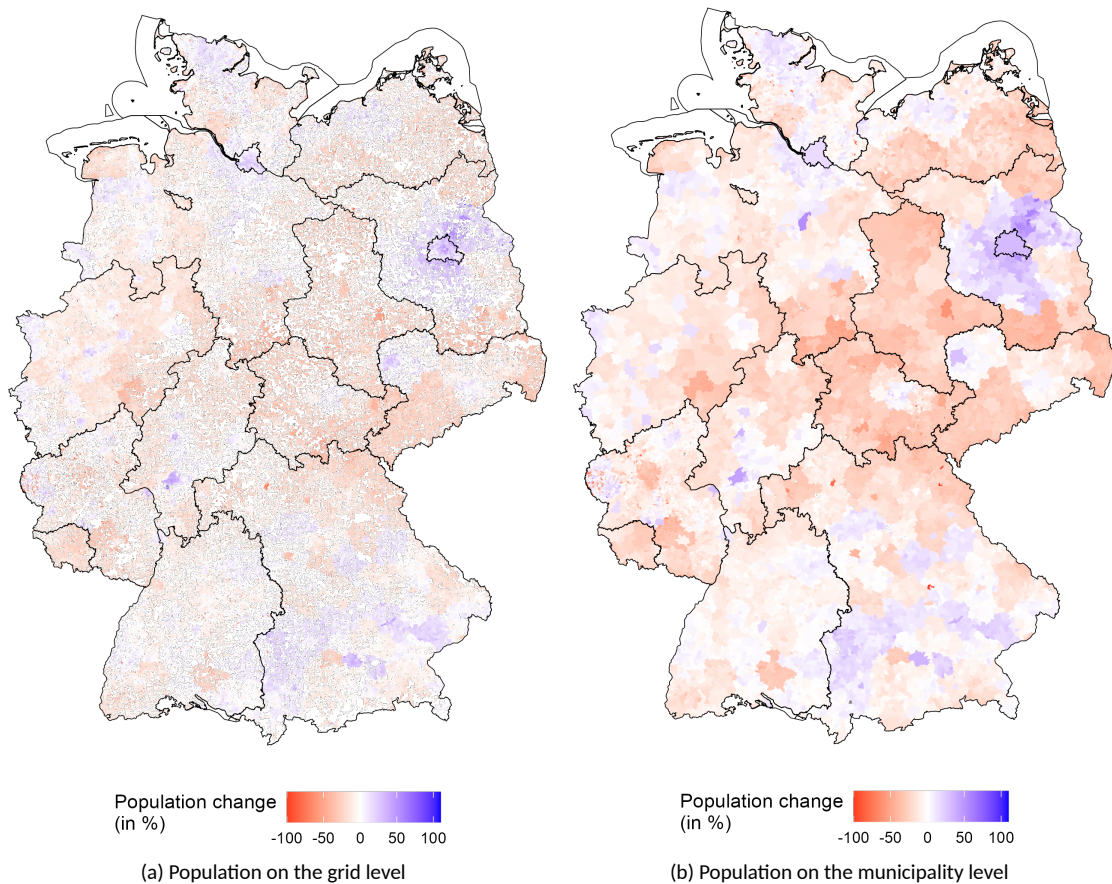 Population change
(in %)
-100 -50 0 50 100
(a) Population on the grid level
Population change
(in %)
-100 -50 0 50 100
(b) Population on the municipality level